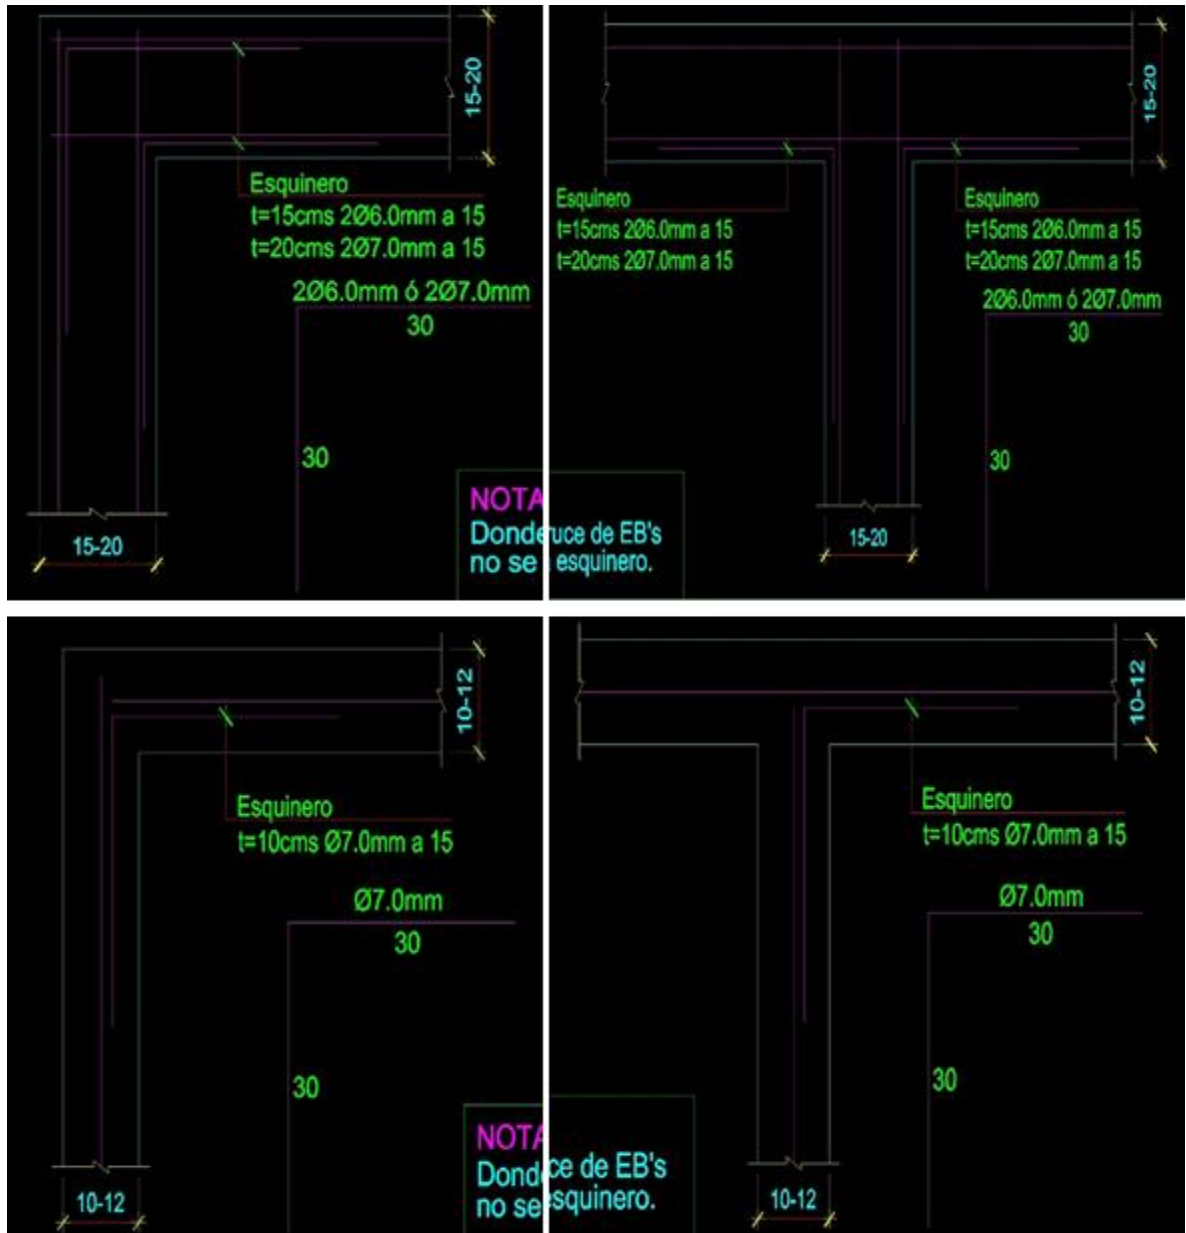 15-20
Esquinero
t=15cms 2Ø6.0mm a 15
t=20cms 2Ø7.0mm a 15
2Ø6.0mm ó 2Ø7.0mm
30
30
15-20
NOTA
Donde
no se
15-20
Esquinero
t=15cms 2Ø6.0mm a 15
t=20cms 2Ø7.0mm a 15
Esquinero
t=15cms 2Ø6.0mm a 15
t=20cms 2Ø7.0mm a 15
2Ø6.0mm ó 2Ø7.0mm
30
30
15-20
uce de EB's
esquinero.
10-12
Esquinero
t=10cms Ø7.0mm a 15
Ø7.0mm
30
30
10-12
NOTA
Dond
no se
10-12
Esquinero
t=10cms Ø7.0mm a 15
Ø7.0mm
30
30
10-12
ce de EB's
esquinero.